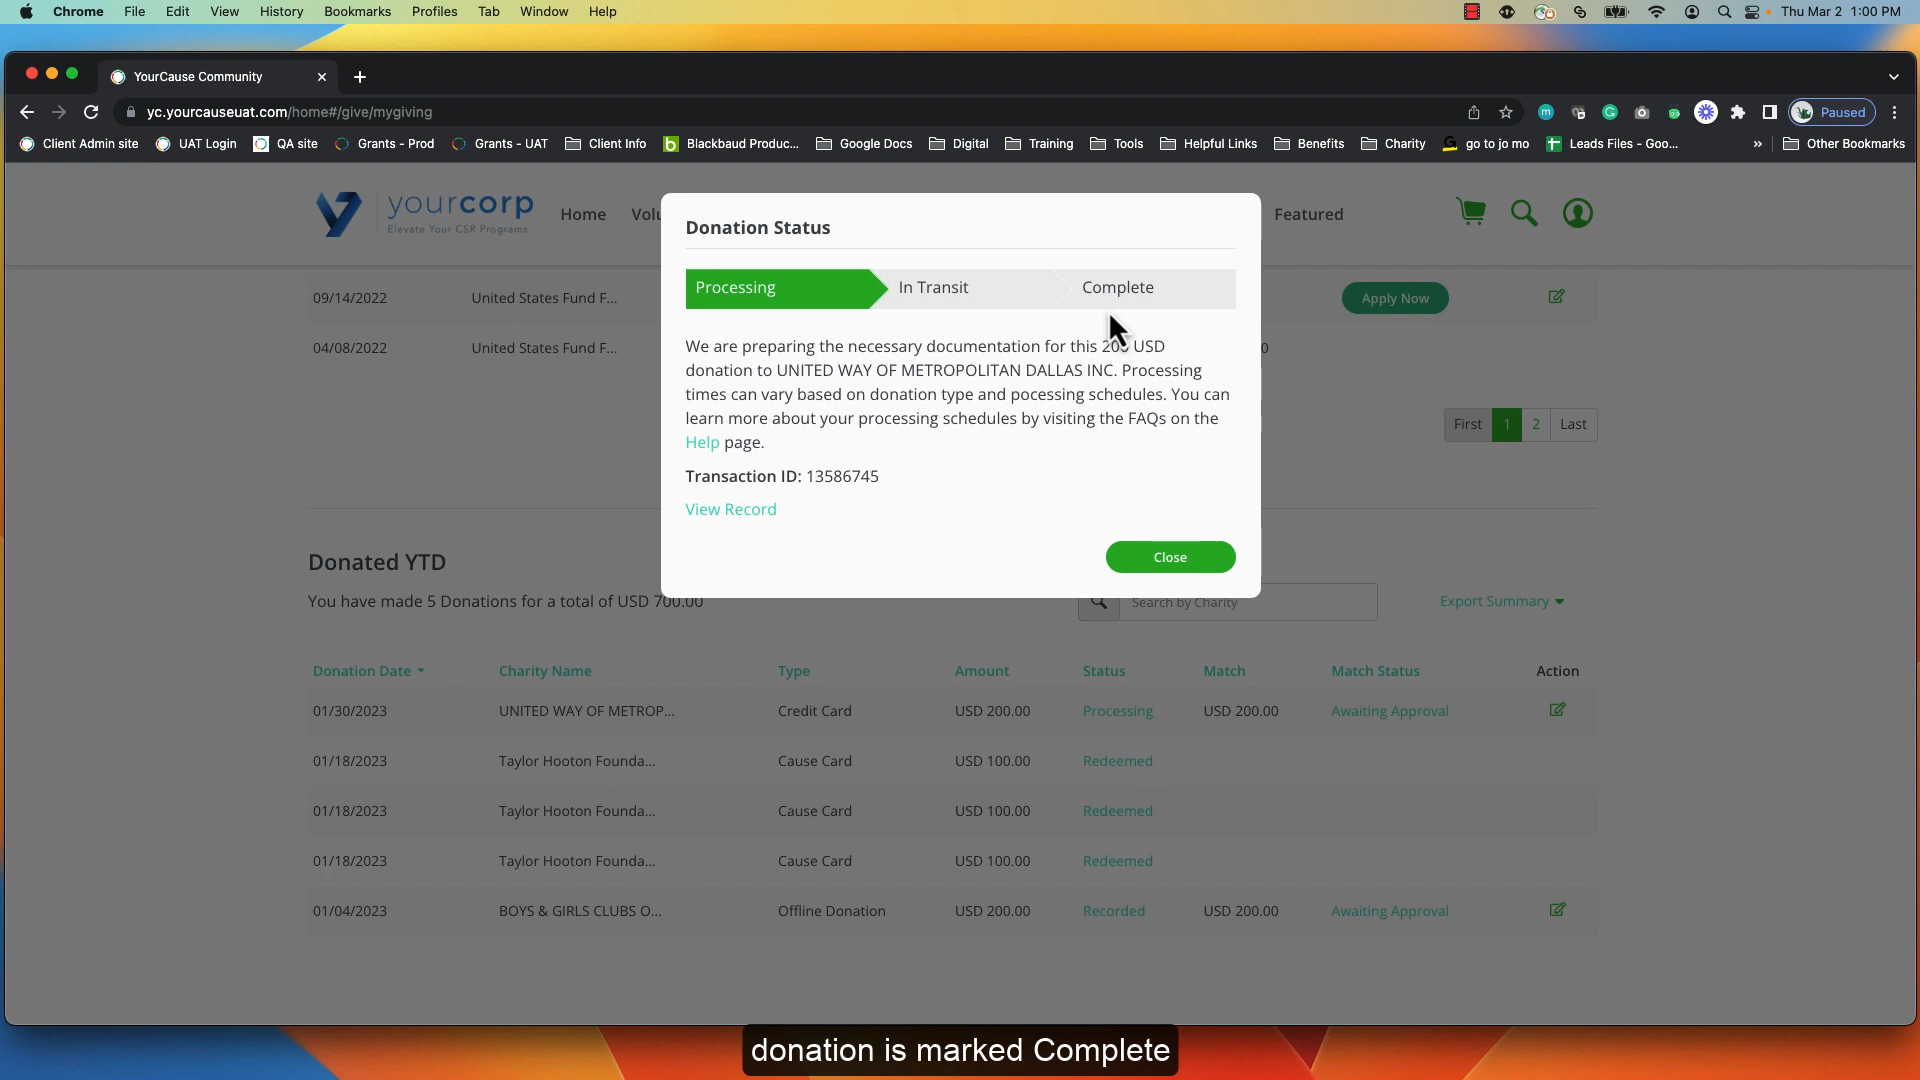 Chrome File Edit View History Bookmarks Profiles Tab Window Help Thu Mar 2 1:00 PM
YourCause Community
yc.yourcauseuat.com/home#/give/mygiving Paused
Client Admin site UAT Login QA site Grants - Prod Grants - UAT Client Info Blackbaud Produc... Google Docs Digital Training Tools Helpful Links Benefits Charity go to jo mo Leads Files - Goo... » Other Bookmarks
yourcorp
Elevate Your CSR Programs
Home Volu Featured
Donation Status
Processing In Transit Complete
We are preparing the necessary documentation for this USD
donation to UNITED WAY OF METROPOLITAN DALLAS INC. Processing
times can vary based on donation type and pocessing schedules. You can
learn more about your processing schedules by visiting the FAQs on the
Help page.
Transaction ID: 13586745
View Record
Close
09/14/2022 United States Fund F... Apply Now
04/08/2022 United States Fund F... 0
First 1 2 Last
Donated YTD
You have made 5 Donations for a total of USD 700.00
Search by Charity
Export Summary
Donation Date Charity Name Type Amount Status Match Match Status Action
01/30/2023 UNITED WAY OF METROP... Credit Card USD 200.00 Processing USD 200.00 Awaiting Approval
01/18/2023 Taylor Hooton Founda... Cause Card USD 100.00 Redeemed
01/18/2023 Taylor Hooton Founda... Cause Card USD 100.00 Redeemed
01/18/2023 Taylor Hooton Founda... Cause Card USD 100.00 Redeemed
01/04/2023 BOYS & GIRLS CLUBS O... Offline Donation USD 200.00 Recorded USD 200.00 Awaiting Approval
donation is marked Complete